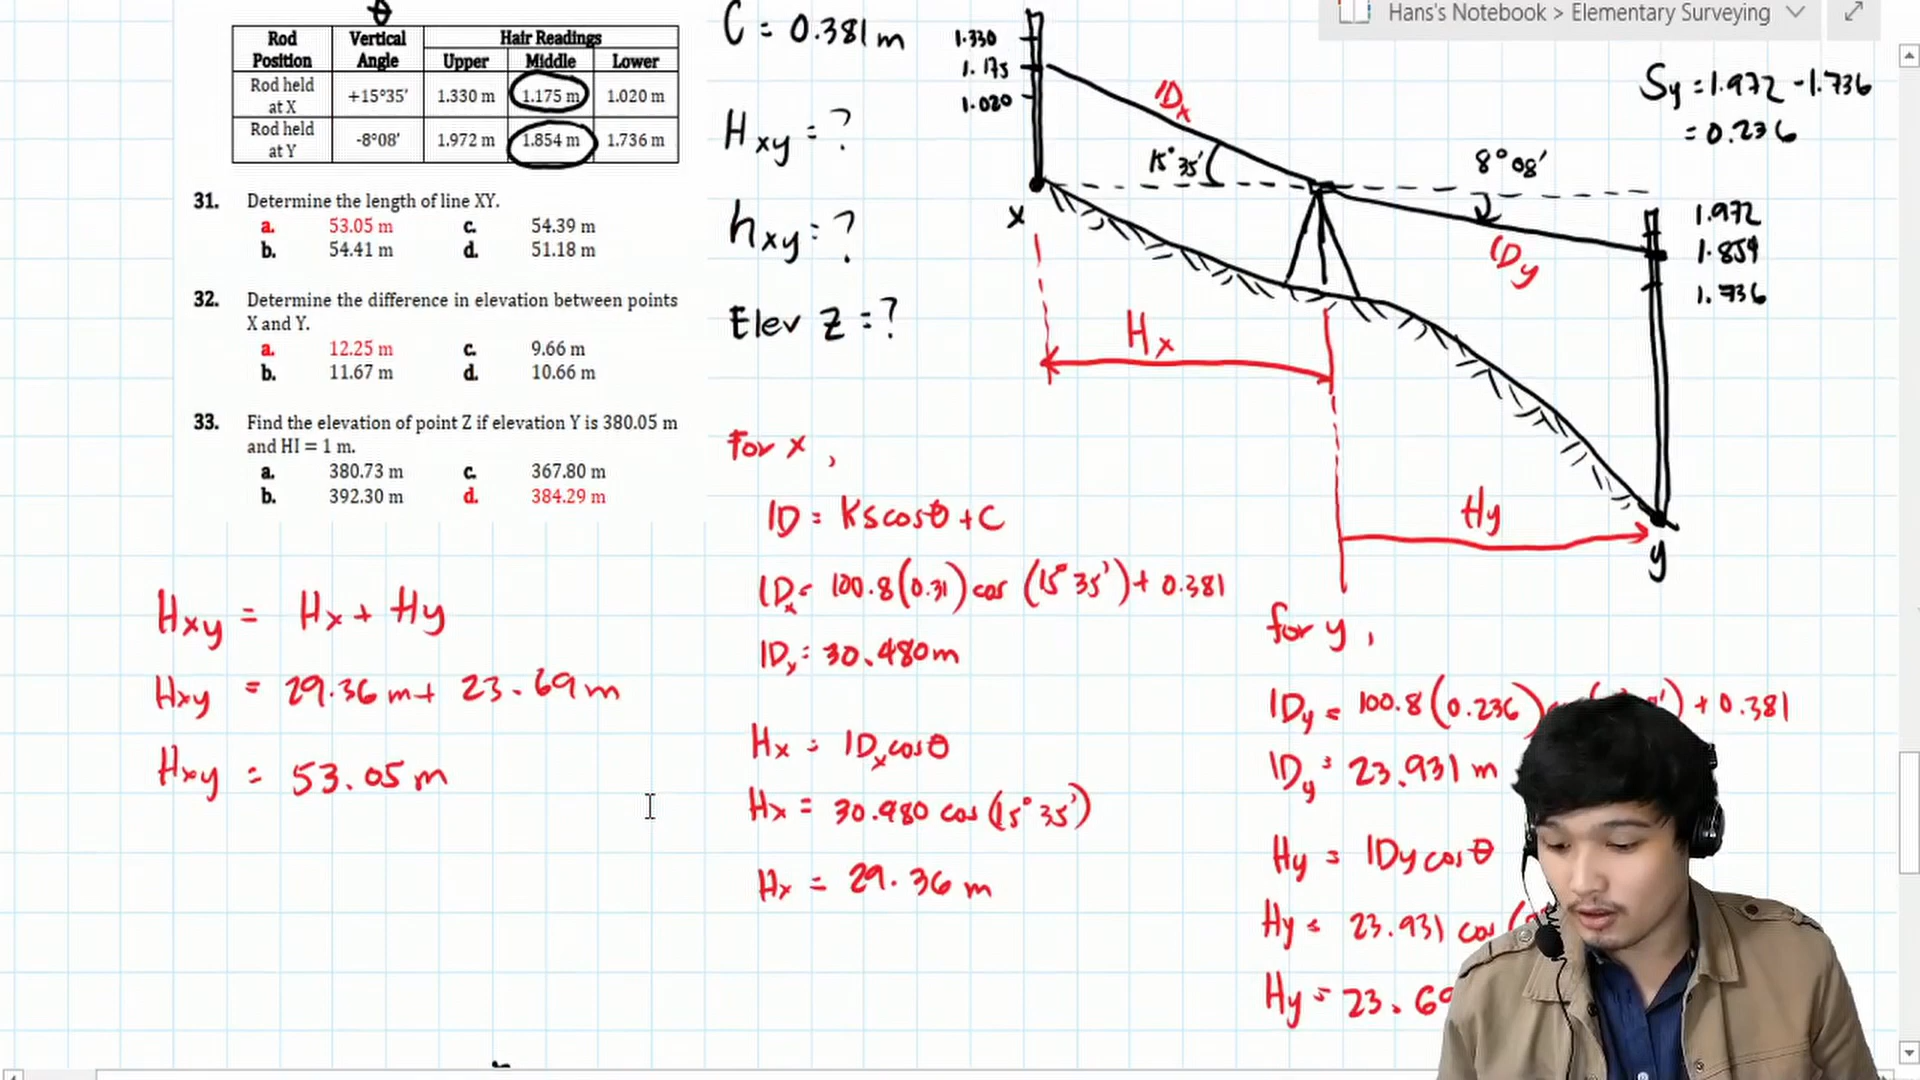 Hans's Notebook > Elementary Surveying
θ
Rod Position Vertical Angle Hair Readings
Upper Middle Lower
Rod held at X +15°35' 1.330 m 1.175 m 1.020 m
Rod held at Y -8°08' 1.972 m 1.854 m 1.736 m
31. Determine the length of line XY.
a. 53.05 m c. 54.39 m
b. 54.41 m d. 51.18 m
32. Determine the difference in elevation between points
X and Y.
a. 12.25 m c. 9.66 m
b. 11.67 m d. 10.66 m
33. Find the elevation of point Z if elevation Y is 380.05 m
and HI = 1 m.
a. 380.73 m c. 367.80 m
b. 392.30 m d. 384.29 m
C = 0.381 m
Hxy = ?
hxy = ?
Elev Z = ?
1.330
1.175
1.020
IDx
15°35'
8°08'
IDy
x
y
Sy = 1.972 - 1.736
= 0.236
1.972
1.854
1.736
Hx
Hy
For x,
ID = KScosθ + C
IDx = 100.8(0.31) cos (15°35') + 0.381
IDx = 30.480 m
Hx = IDx cosθ
Hx = 30.480 cos (15°35')
Hx = 29.36 m
for y,
IDy = 100.8(0.236) ) + 0.381
IDy = 23.931 m
Hy = IDy cosθ
Hy = 23.931 cos (
Hy = 23.69
Hxy = Hx + Hy
Hxy = 29.36 m + 23.69 m
Hxy = 53.05 m